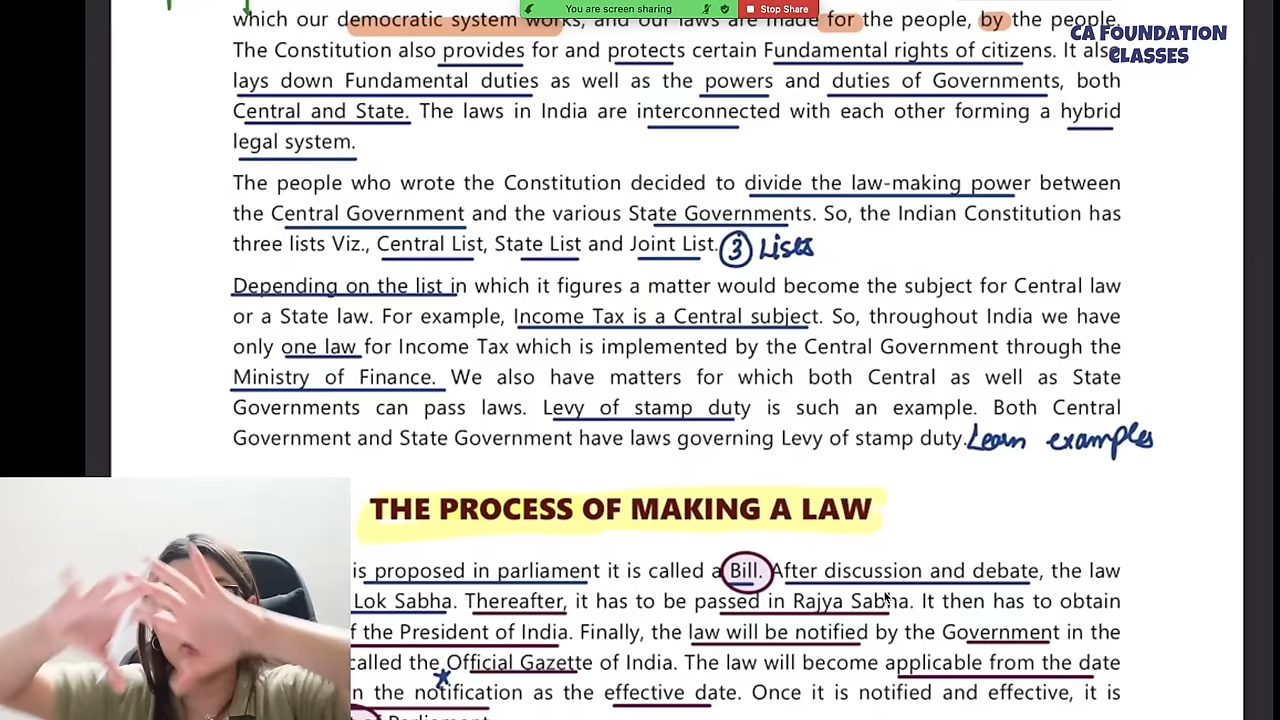 You are screen sharing
Stop Share
CA FOUNDATION
CLASSES
which our democratic system works, and our laws are made for the people, by the people.
The Constitution also provides for and protects certain Fundamental rights of citizens. It also
lays down Fundamental duties as well as the powers and duties of Governments, both
Central and State. The laws in India are interconnected with each other forming a hybrid
legal system.
The people who wrote the Constitution decided to divide the law-making power between
the Central Government and the various State Governments. So, the Indian Constitution has
three lists Viz., Central List, State List and Joint List. 3 Lists
Depending on the list in which it figures a matter would become the subject for Central law
or a State law. For example, Income Tax is a Central subject. So, throughout India we have
only one law for Income Tax which is implemented by the Central Government through the
Ministry of Finance. We also have matters for which both Central as well as State
Governments can pass laws. Levy of stamp duty is such an example. Both Central
Government and State Government have laws governing Levy of stamp duty. Learn examples
THE PROCESS OF MAKING A LAW
is proposed in parliament it is called a Bill. After discussion and debate, the law
Lok Sabha. Thereafter, it has to be passed in Rajya Sabha. It then has to obtain
f the President of India. Finally, the law will be notified by the Government in the
called the Official Gazette of India. The law will become applicable from the date
n the notification as the effective date. Once it is notified and effective, it is
of Parliament